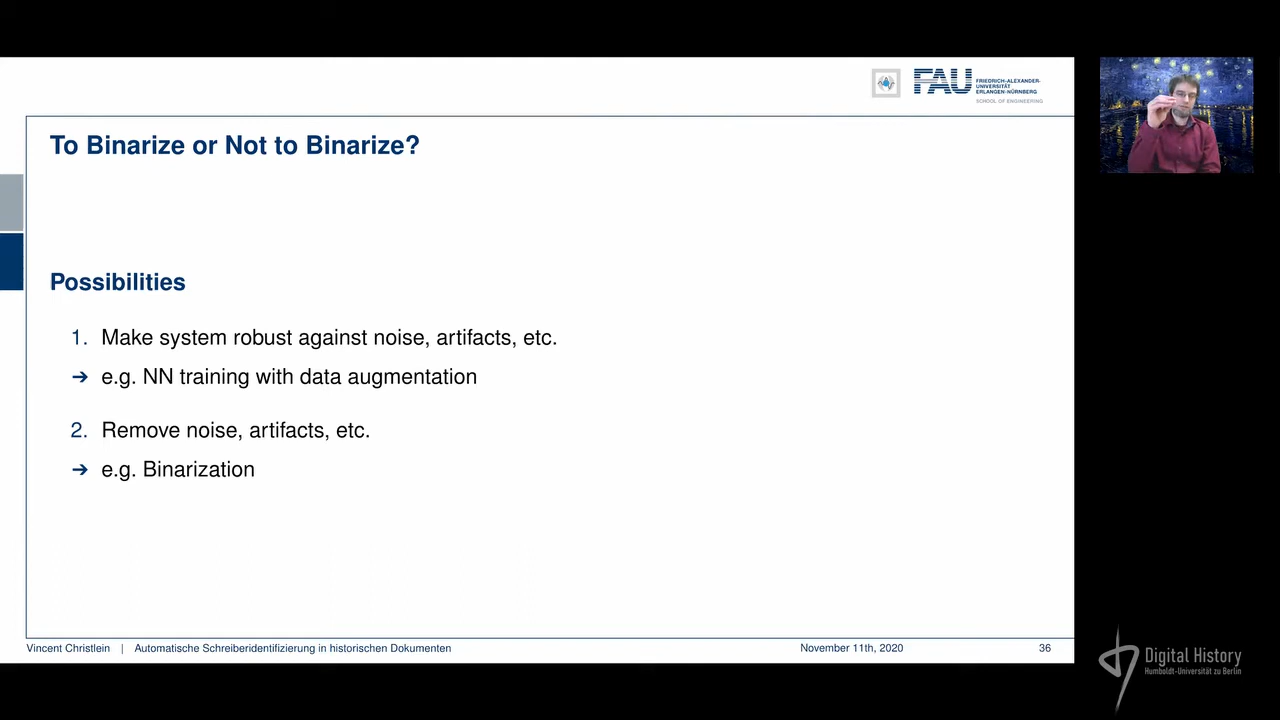 FAU
FRIEDRICH-ALEXANDER-
UNIVERSITÄT
ERLANGEN-NÜRNBERG
SCHOOL OF ENGINEERING
To Binarize or Not to Binarize?
Possibilities
1. Make system robust against noise, artifacts, etc.
➔ e.g. NN training with data augmentation
2. Remove noise, artifacts, etc.
➔ e.g. Binarization
Vincent Christlein | Automatische Schreiberidentifizierung in historischen Dokumenten November 11th, 2020 36
Digital History
Humboldt-Universität zu Berlin